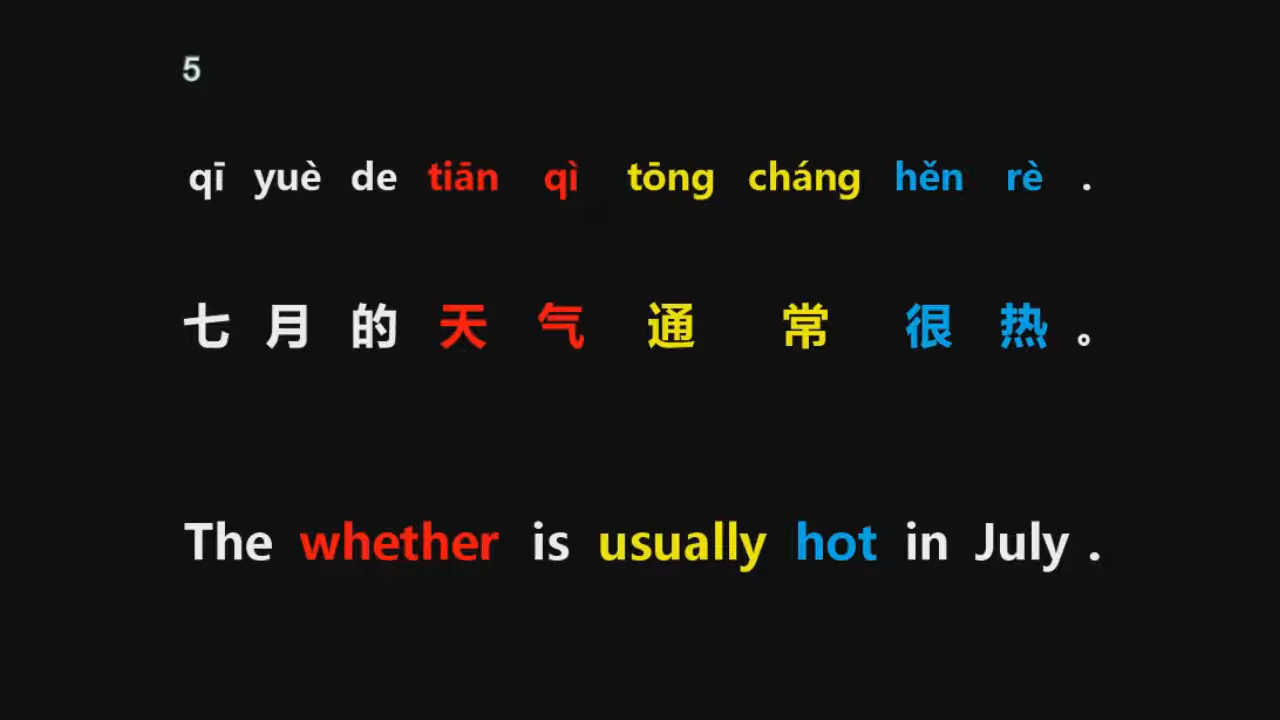 5
qī yuè de tiān qì tōng cháng hěn rè .
七 月 的 天 气 通 常 很 热 。
The whether is usually hot in July .